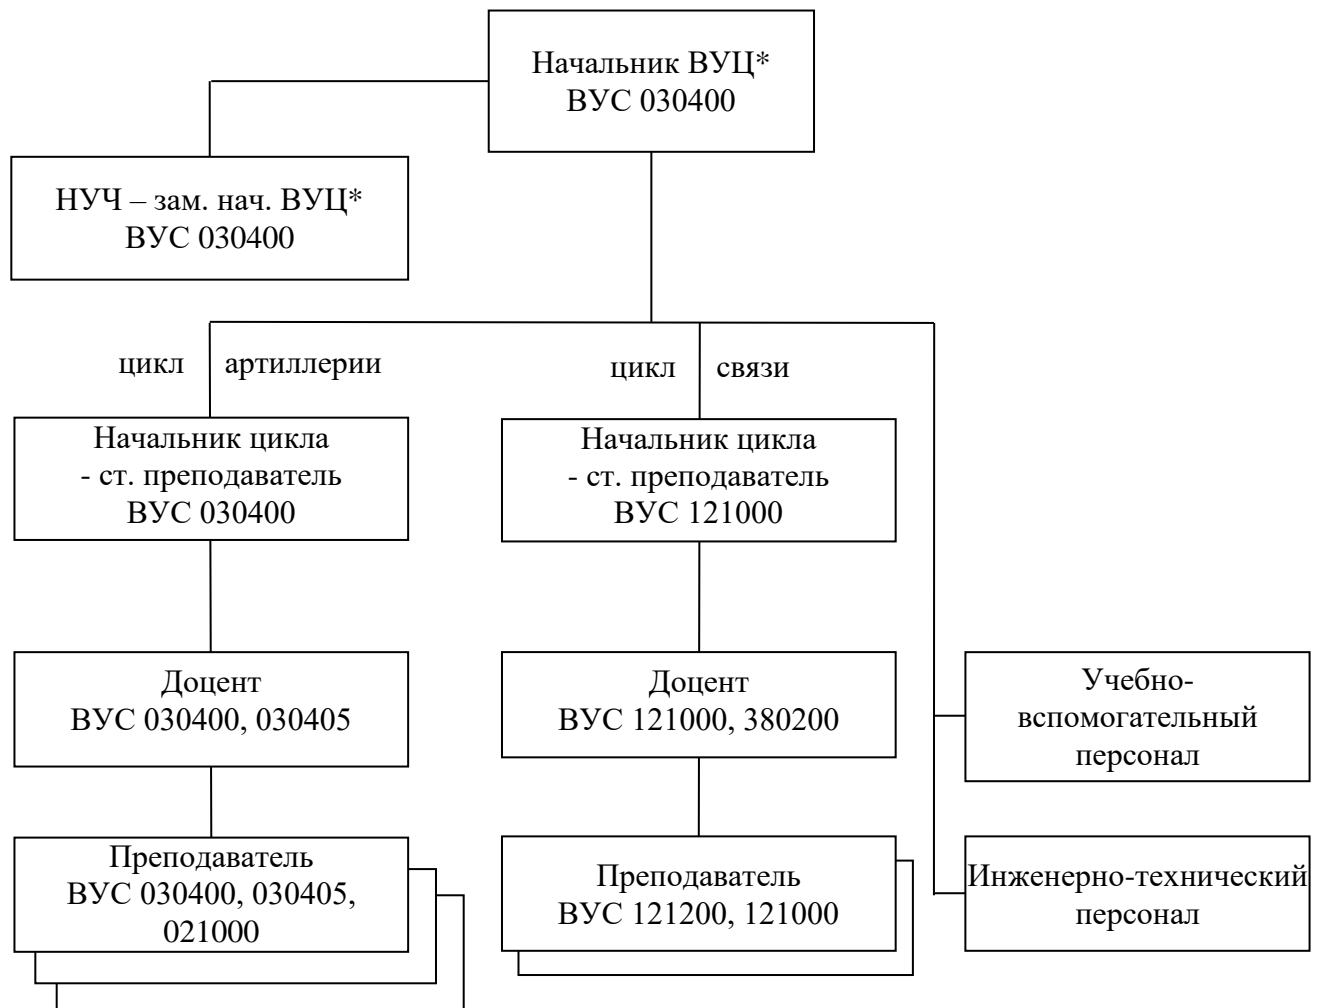 Начальник ВУЦ*
ВУС 030400
НУЧ – зам. нач. ВУЦ*
ВУС 030400
цикл артиллерии
цикл связи
Начальник цикла
- ст. преподаватель
ВУС 030400
Начальник цикла
- ст. преподаватель
ВУС 121000
Доцент
ВУС 030400, 030405
Доцент
ВУС 121000, 380200
Учебно-
вспомогательный
персонал
Преподаватель
ВУС 030400, 030405,
021000
Преподаватель
ВУС 121200, 121000
Инженерно-технический
персонал